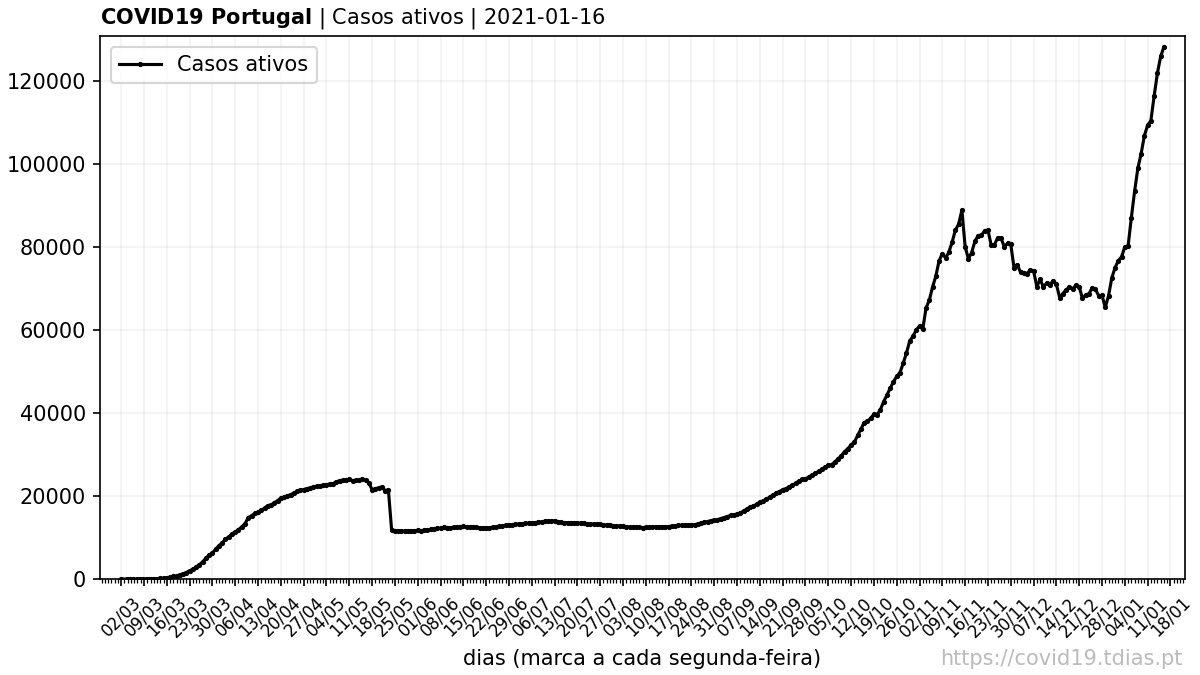 COVID19 Portugal | Casos ativos | 2021-01-16
Casos ativos
120000
100000
80000
60000
40000
20000
0
02/03 09/03 16/03 23/03 30/03 06/04 13/04 20/04 27/04 04/05 11/05 18/05 25/05 01/06 08/06 15/06 22/06 29/06 06/07 13/07 20/07 27/07 03/08 10/08 17/08 24/08 31/08 07/09 14/09 21/09 28/09 05/10 12/10 19/10 26/10 02/11 09/11 16/11 23/11 30/11 07/12 14/12 21/12 28/12 04/01 11/01 18/01
dias (marca a cada segunda-feira)
https://covid19.tdias.pt